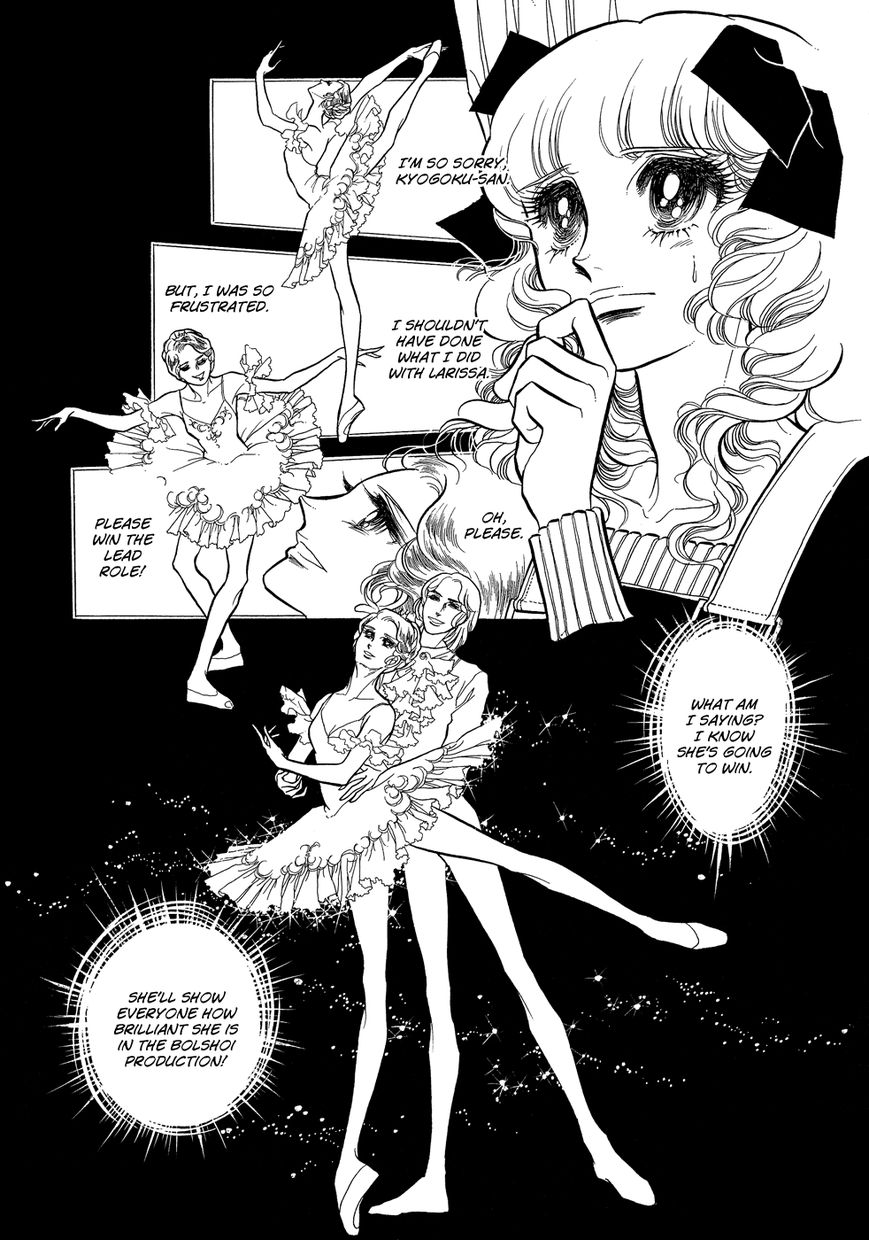 I'M SO SORRY,
KYOGOKU-SAN.
BUT, I WAS SO
FRUSTRATED.
I SHOULDN'T
HAVE DONE
WHAT I DID
WITH LARISSA.
OH,
PLEASE.
PLEASE
WIN THE
LEAD
ROLE!
WHAT AM
I SAYING?
I KNOW
SHE'S GOING
TO WIN.
SHE'LL SHOW
EVERYONE HOW
BRILLIANT SHE IS
IN THE BOLSHOI
PRODUCTION!